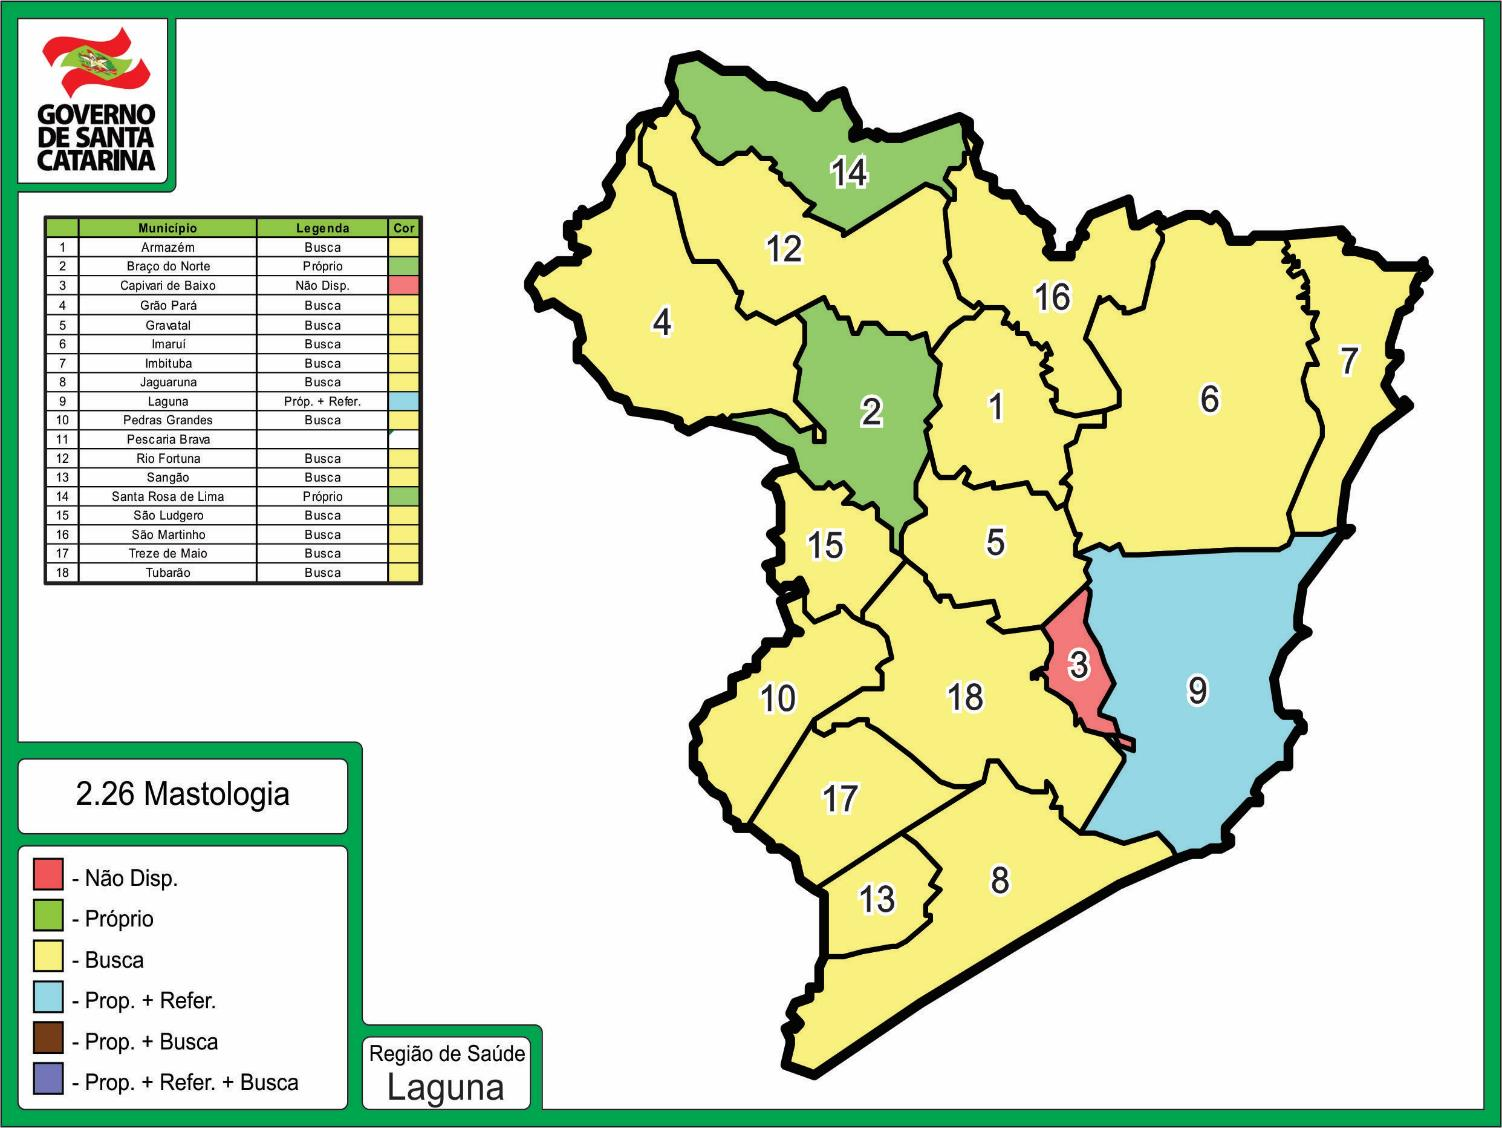 GOVERNO
DE SANTA
CATARINA
Município Legenda Cor
1 Armazém Busca
2 Braço do Norte Próprio
3 Capivari de Baixo Não Disp.
4 Grão Pará Busca
5 Gravatal Busca
6 Imaruí Busca
7 Imbituba Busca
8 Jaguaruna Busca
9 Laguna Próp. + Refer.
10 Pedras Grandes Busca
11 Pescaria Brava
12 Rio Fortuna Busca
13 Sangão Busca
14 Santa Rosa de Lima Próprio
15 São Ludgero Busca
16 São Martinho Busca
17 Treze de Maio Busca
18 Tubarão Busca
14
12
16
4
7
6
1
2
5
15
3
9
10
18
17
8
13
2.26 Mastologia
- Não Disp.
- Próprio
- Busca
- Prop. + Refer.
- Prop. + Busca
- Prop. + Refer. + Busca
Região de Saúde
Laguna